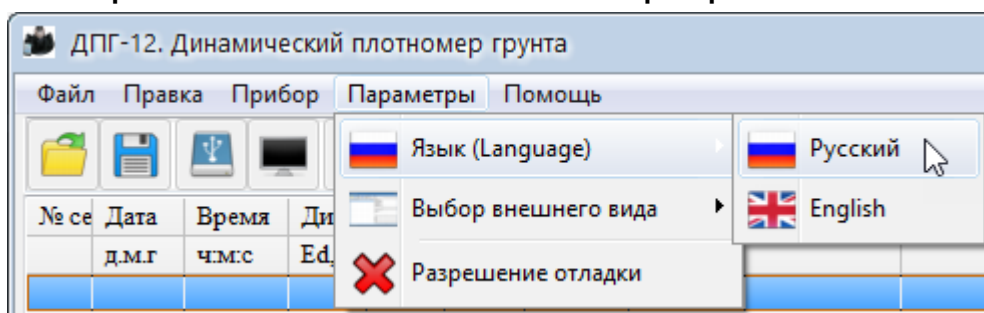 ДПГ-12. Динамический плотномер грунта
Файл Правка Прибор Параметры Помощь
Язык (Language) Русский
№ се Дата Время Ди Выбор внешнего вида English
д.м.г ч:м:с Ed, Разрешение отладки